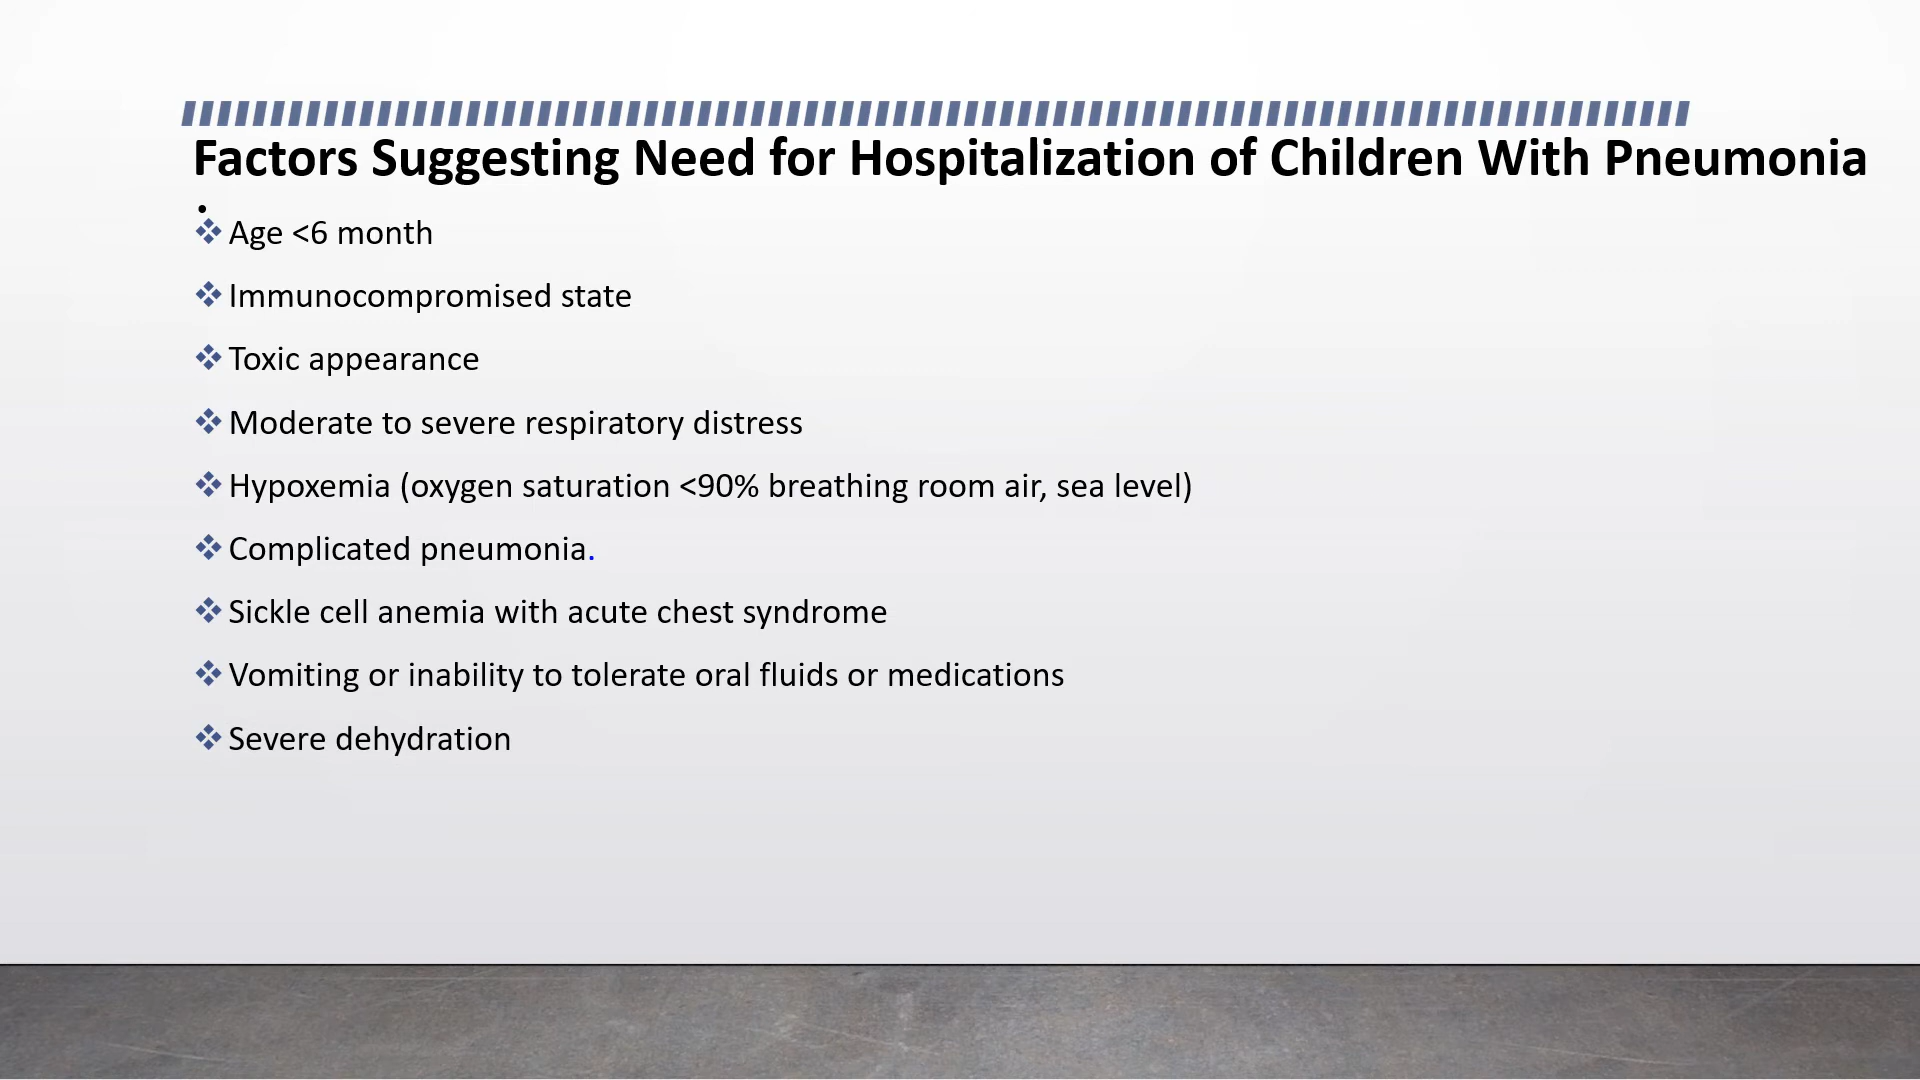 Factors Suggesting Need for Hospitalization of Children With Pneumonia
.
❖ Age <6 month
❖ Immunocompromised state
❖ Toxic appearance
❖ Moderate to severe respiratory distress
❖ Hypoxemia (oxygen saturation <90% breathing room air, sea level)
❖ Complicated pneumonia.
❖ Sickle cell anemia with acute chest syndrome
❖ Vomiting or inability to tolerate oral fluids or medications
❖ Severe dehydration